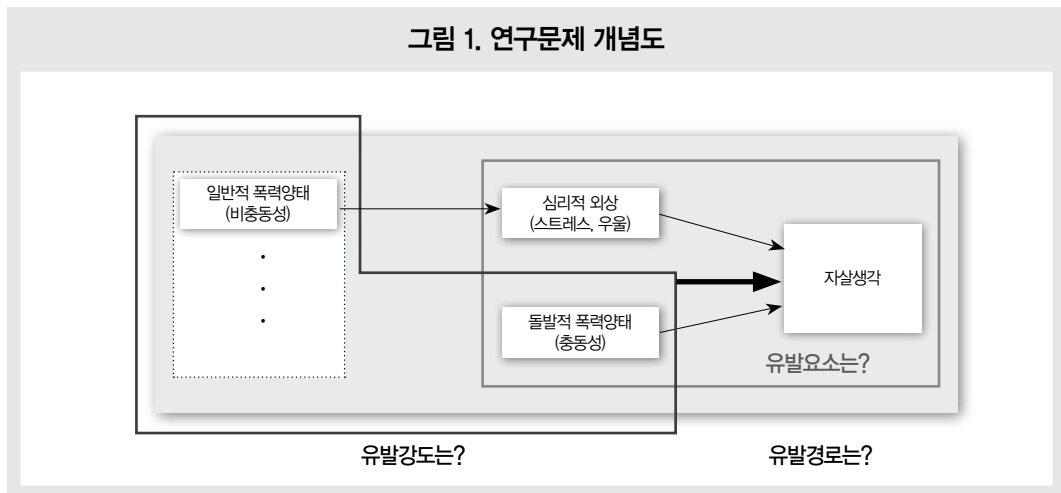 그림 1. 연구문제 개념도
일반적 폭력양태
(비충동성)
·
·
·
심리적 외상
(스트레스, 우울)
돌발적 폭력양태
(충동성)
자살생각
유발요소는?
유발강도는?
유발경로는?